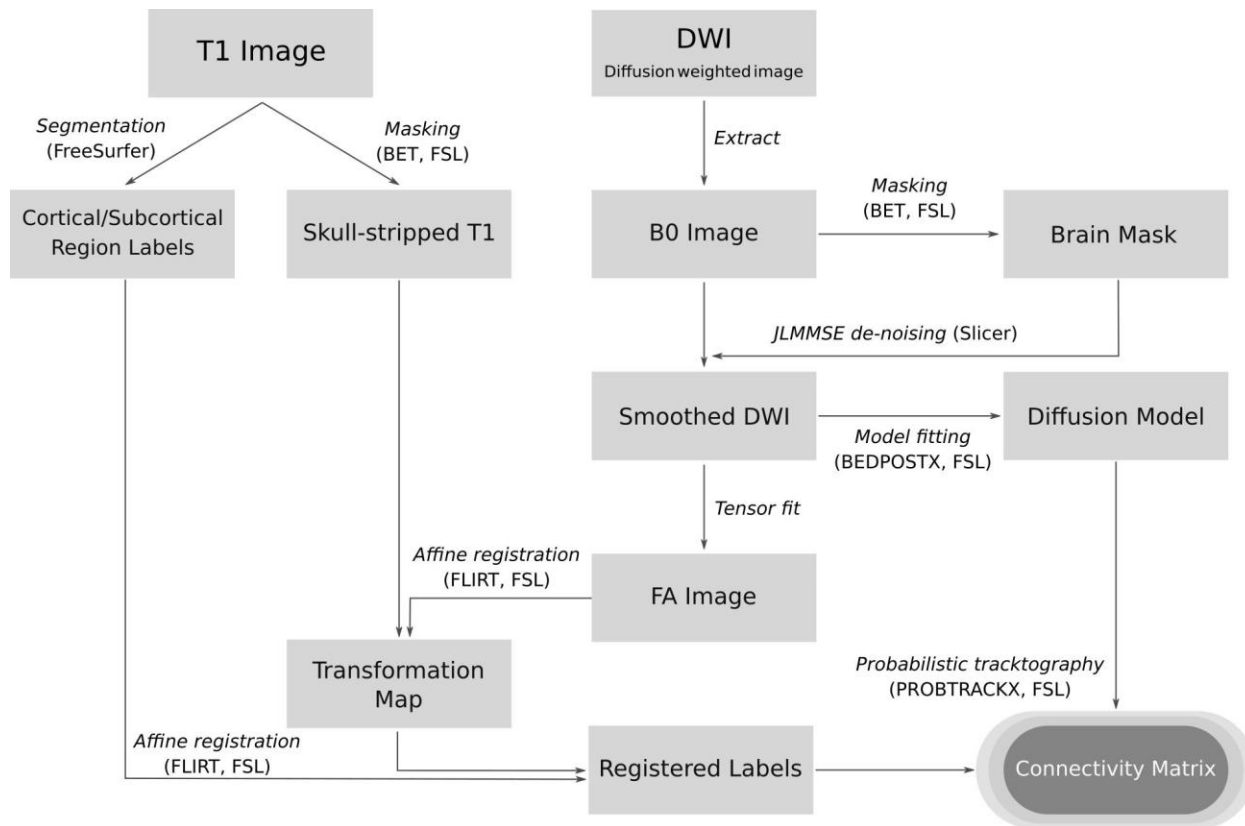 T1 Image
DWI
Diffusion weighted image
Segmentation
(FreeSurfer)
Masking
(BET, FSL)
Extract
Cortical/Subcortical
Region Labels
Skull-stripped T1
B0 Image
Masking
(BET, FSL)
Brain Mask
JLMMSE de-noising (Slicer)
Smoothed DWI
Model fitting
(BEDPOSTX, FSL)
Diffusion Model
Tensor fit
Affine registration
(FLIRT, FSL)
FA Image
Transformation
Map
Probabilistic tracktography
(PROBTRACKX, FSL)
Affine registration
(FLIRT, FSL)
Registered Labels
Connectivity Matrix